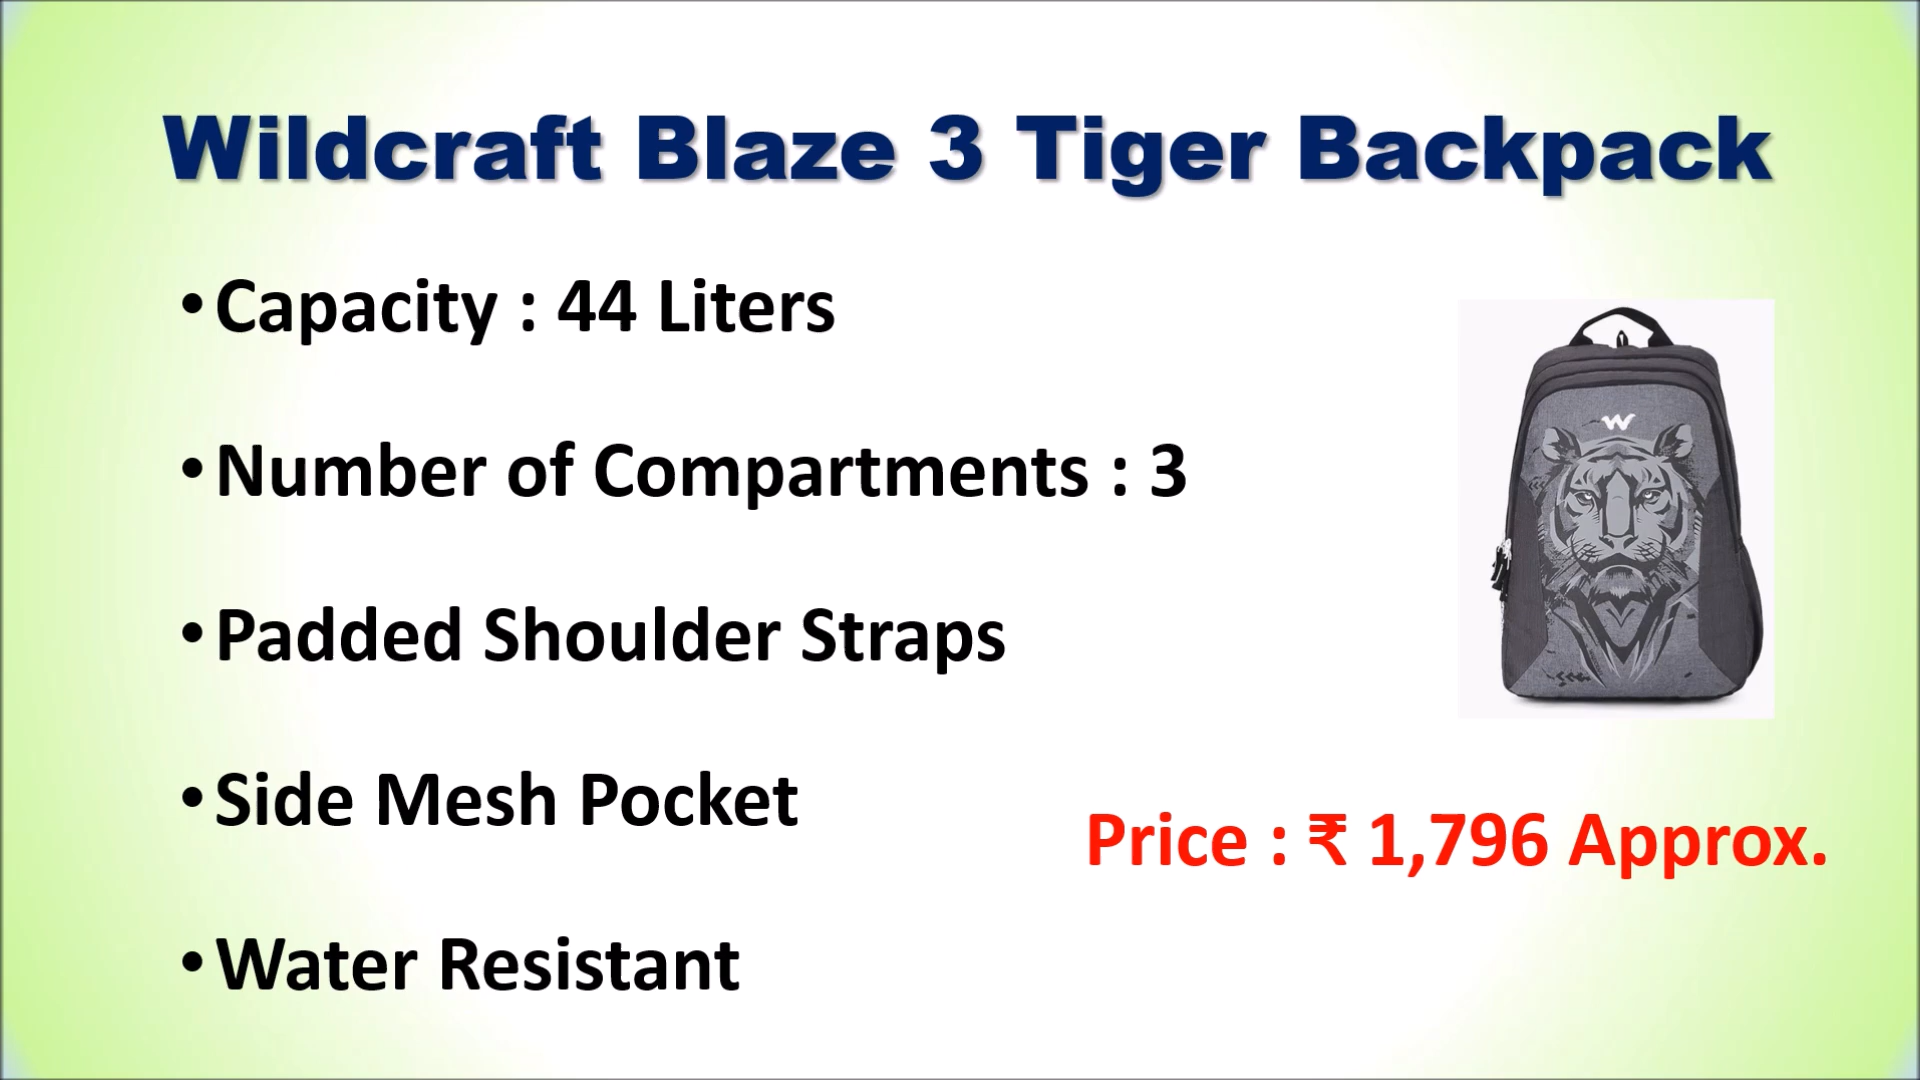 Wildcraft Blaze 3 Tiger Backpack
• Capacity : 44 Liters
• Number of Compartments : 3
• Padded Shoulder Straps
• Side Mesh Pocket
Price : ₹ 1,796 Approx.
• Water Resistant